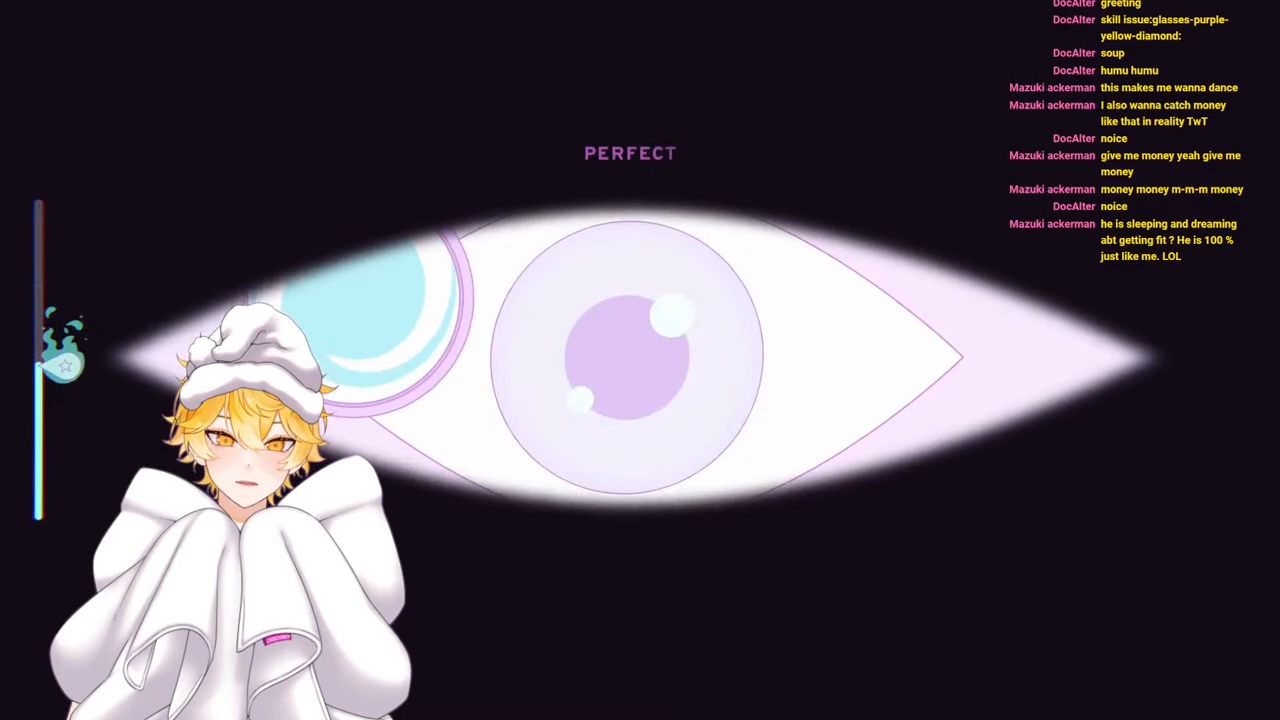 DocAlter greeting
DocAlter skill issue:glasses-purple-
yellow-diamond:
DocAlter soup
DocAlter humu humu
Mazuki ackerman this makes me wanna dance
Mazuki ackerman I also wanna catch money
like that in reality TwT
DocAlter noice
Mazuki ackerman give me money yeah give me
money
Mazuki ackerman money money m-m-m money
DocAlter noice
Mazuki ackerman he is sleeping and dreaming
abt getting fit ? He is 100 %
just like me. LOL
PERFECT